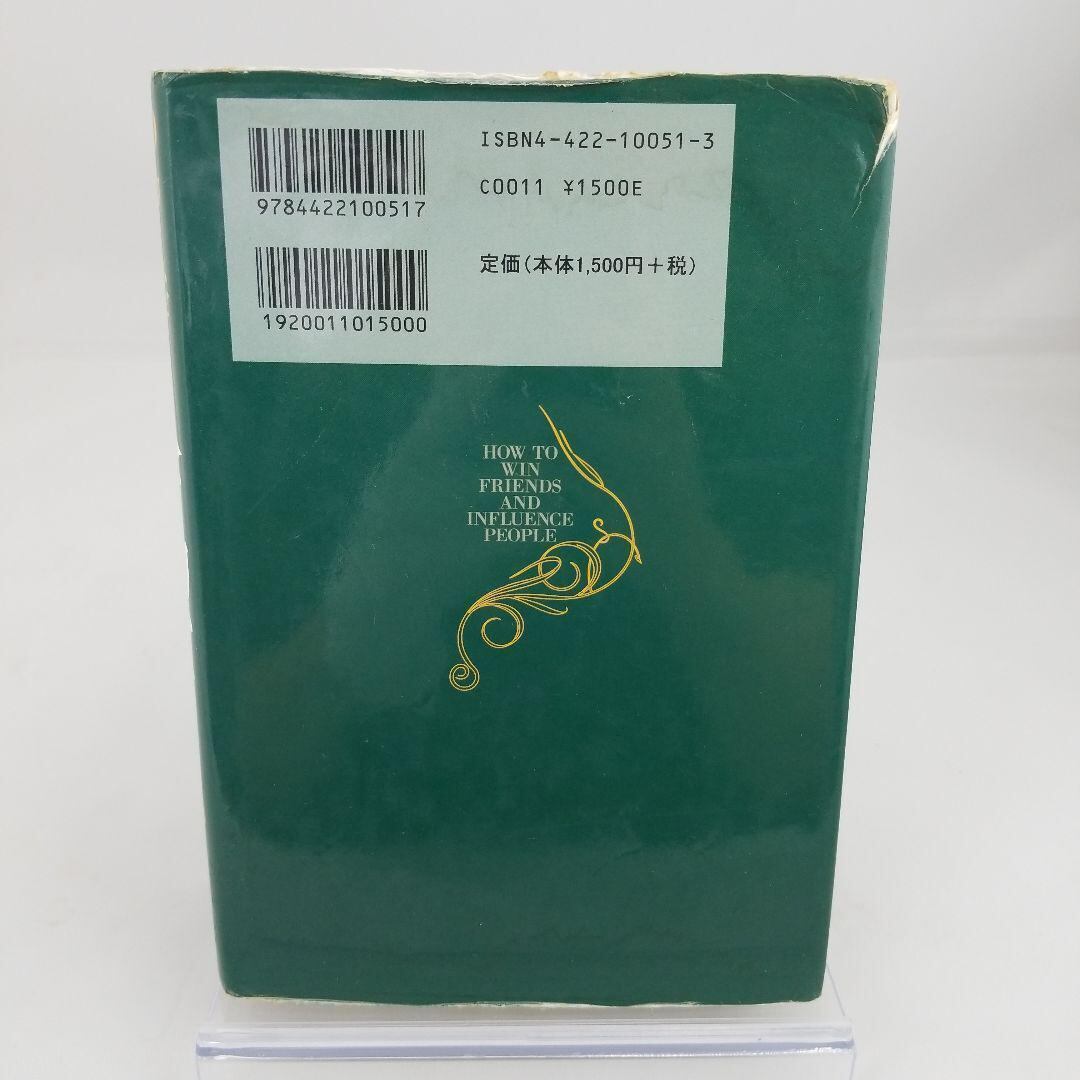 ISBN4-422-10051-3
9784422100517
C0011 ¥1500E
定価(本体1,500円+税)
1920011015000
HOW TO
WIN
FRIENDS
AND
INFLUENCE
PEOPLE